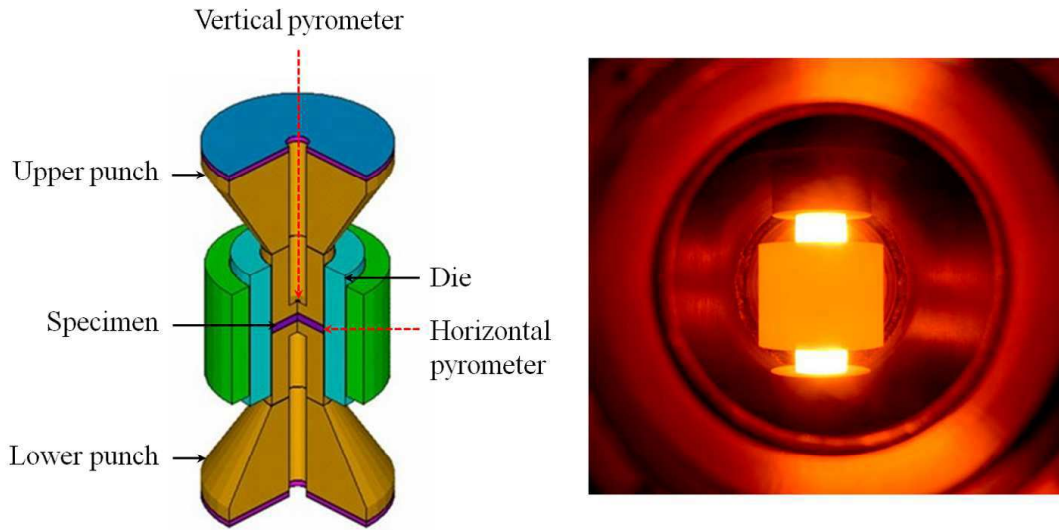 Vertical pyrometer
Upper punch
Die
Specimen
Horizontal
pyrometer
Lower punch